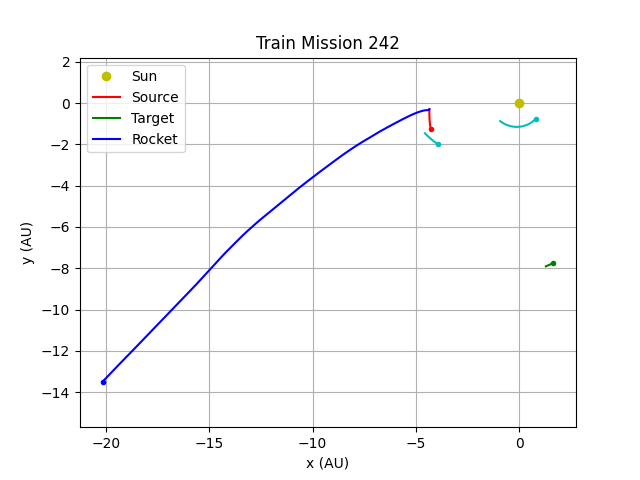 Train Mission 242
Sun
Source
Target
Rocket
2
0
−2
−4
−6
−8
−10
−12
−14
y (AU)
−20
−15
−10
−5
0
x (AU)